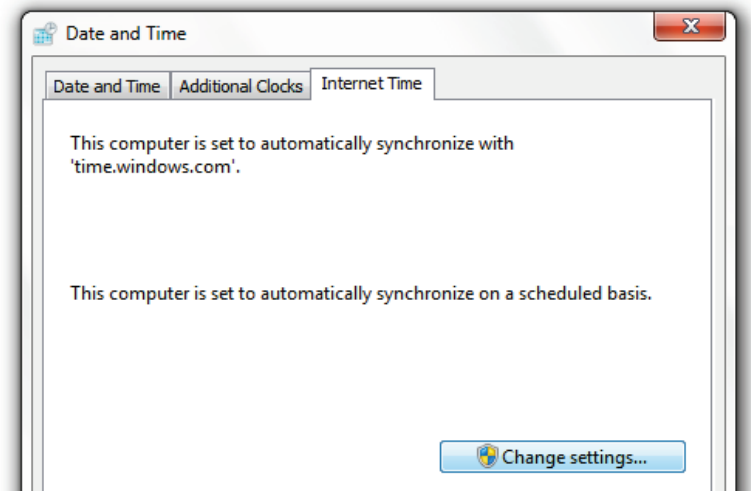 Date and Time
Date and Time Additional Clocks Internet Time
This computer is set to automatically synchronize with
'time.windows.com'.
This computer is set to automatically synchronize on a scheduled basis.
Change settings...